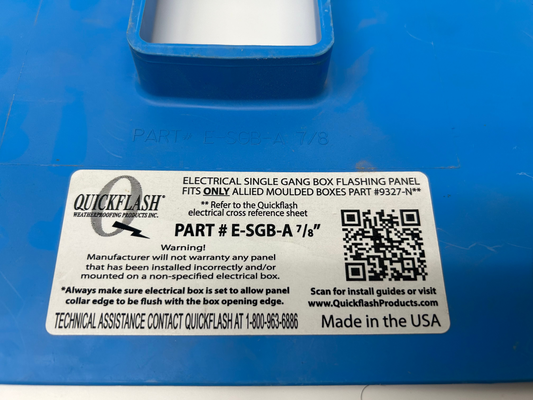 PART# E-SGB-A 7/8
QUICKFLASH®
WEATHERPROOFING PRODUCTS INC.
ELECTRICAL SINGLE GANG BOX FLASHING PANEL
FITS ONLY ALLIED MOULDED BOXES PART #9327-N**
** Refer to the Quickflash
electrical cross reference sheet
PART # E-SGB-A 7/8"
Warning!
Manufacturer will not warranty any panel
that has been installed incorrectly and/or
mounted on a non-specified electrical box.
*Always make sure electrical box is set to allow panel
collar edge to be flush with the box opening edge.
TECHNICAL ASSISTANCE CONTACT QUICKFLASH AT 1-800-963-6886
Scan for install guides or visit
www.QuickflashProducts.com
Made in the USA